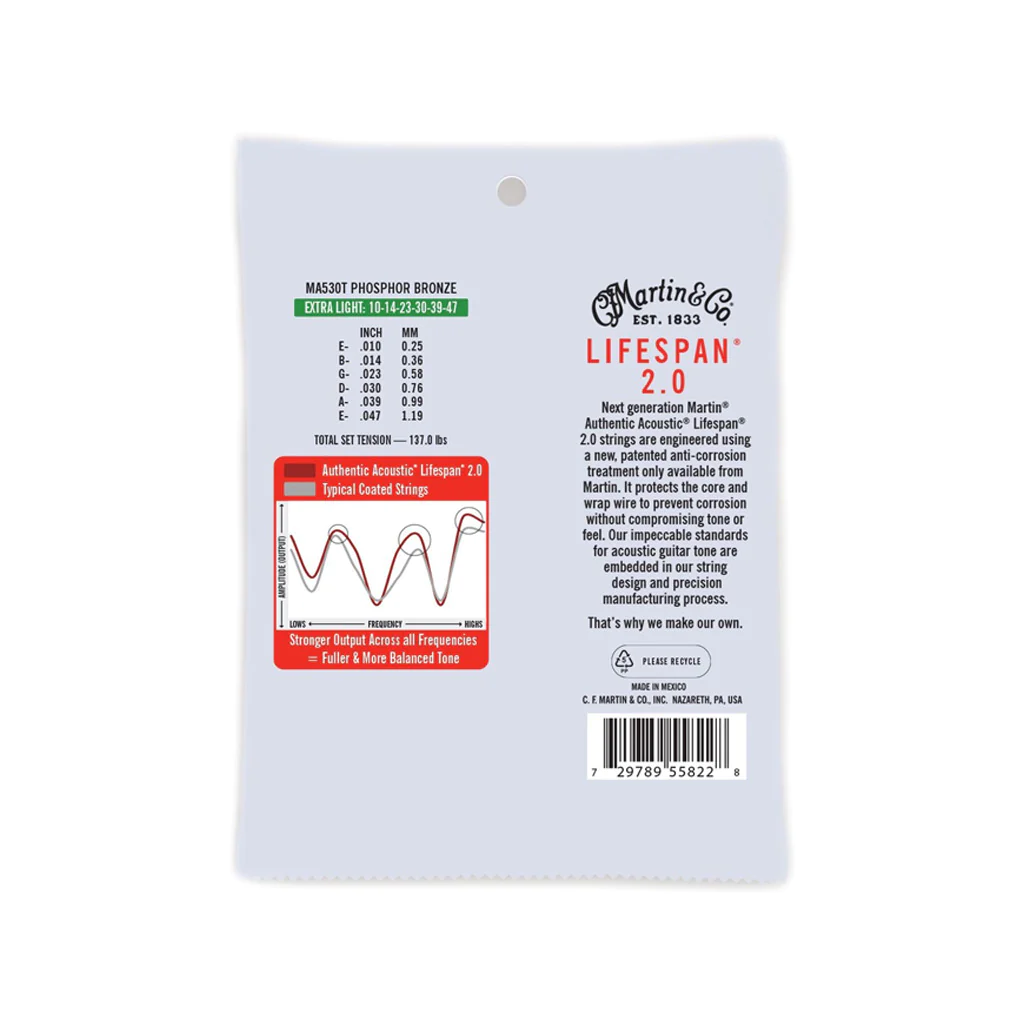 MA530T PHOSPHOR BRONZE
EXTRA LIGHT: 10-14-23-30-39-47
INCH MM
E- .010 0.25
B- .014 0.36
G- .023 0.58
D- .030 0.76
A- .039 0.99
E- .047 1.19
TOTAL SET TENSION — 137.0 lbs
Authentic Acoustic® Lifespan® 2.0
Typical Coated Strings
AMPLITUDE (OUTPUT)
LOWS FREQUENCY HIGHS
Stronger Output Across all Frequencies
= Fuller & More Balanced Tone
CF Martin & Co.®
EST. 1833
LIFESPAN®
2.0
Next generation Martin®
Authentic Acoustic® Lifespan®
2.0 strings are engineered using
a new, patented anti-corrosion
treatment only available from
Martin. It protects the core and
wrap wire to prevent corrosion
without compromising tone or
feel. Our impeccable standards
for acoustic guitar tone are
embedded in our string
design and precision
manufacturing process.
That's why we make our own.
5
PP
PLEASE RECYCLE
MADE IN MEXICO
C. F. MARTIN & CO., INC. NAZARETH, PA, USA
7 29789 55822 8